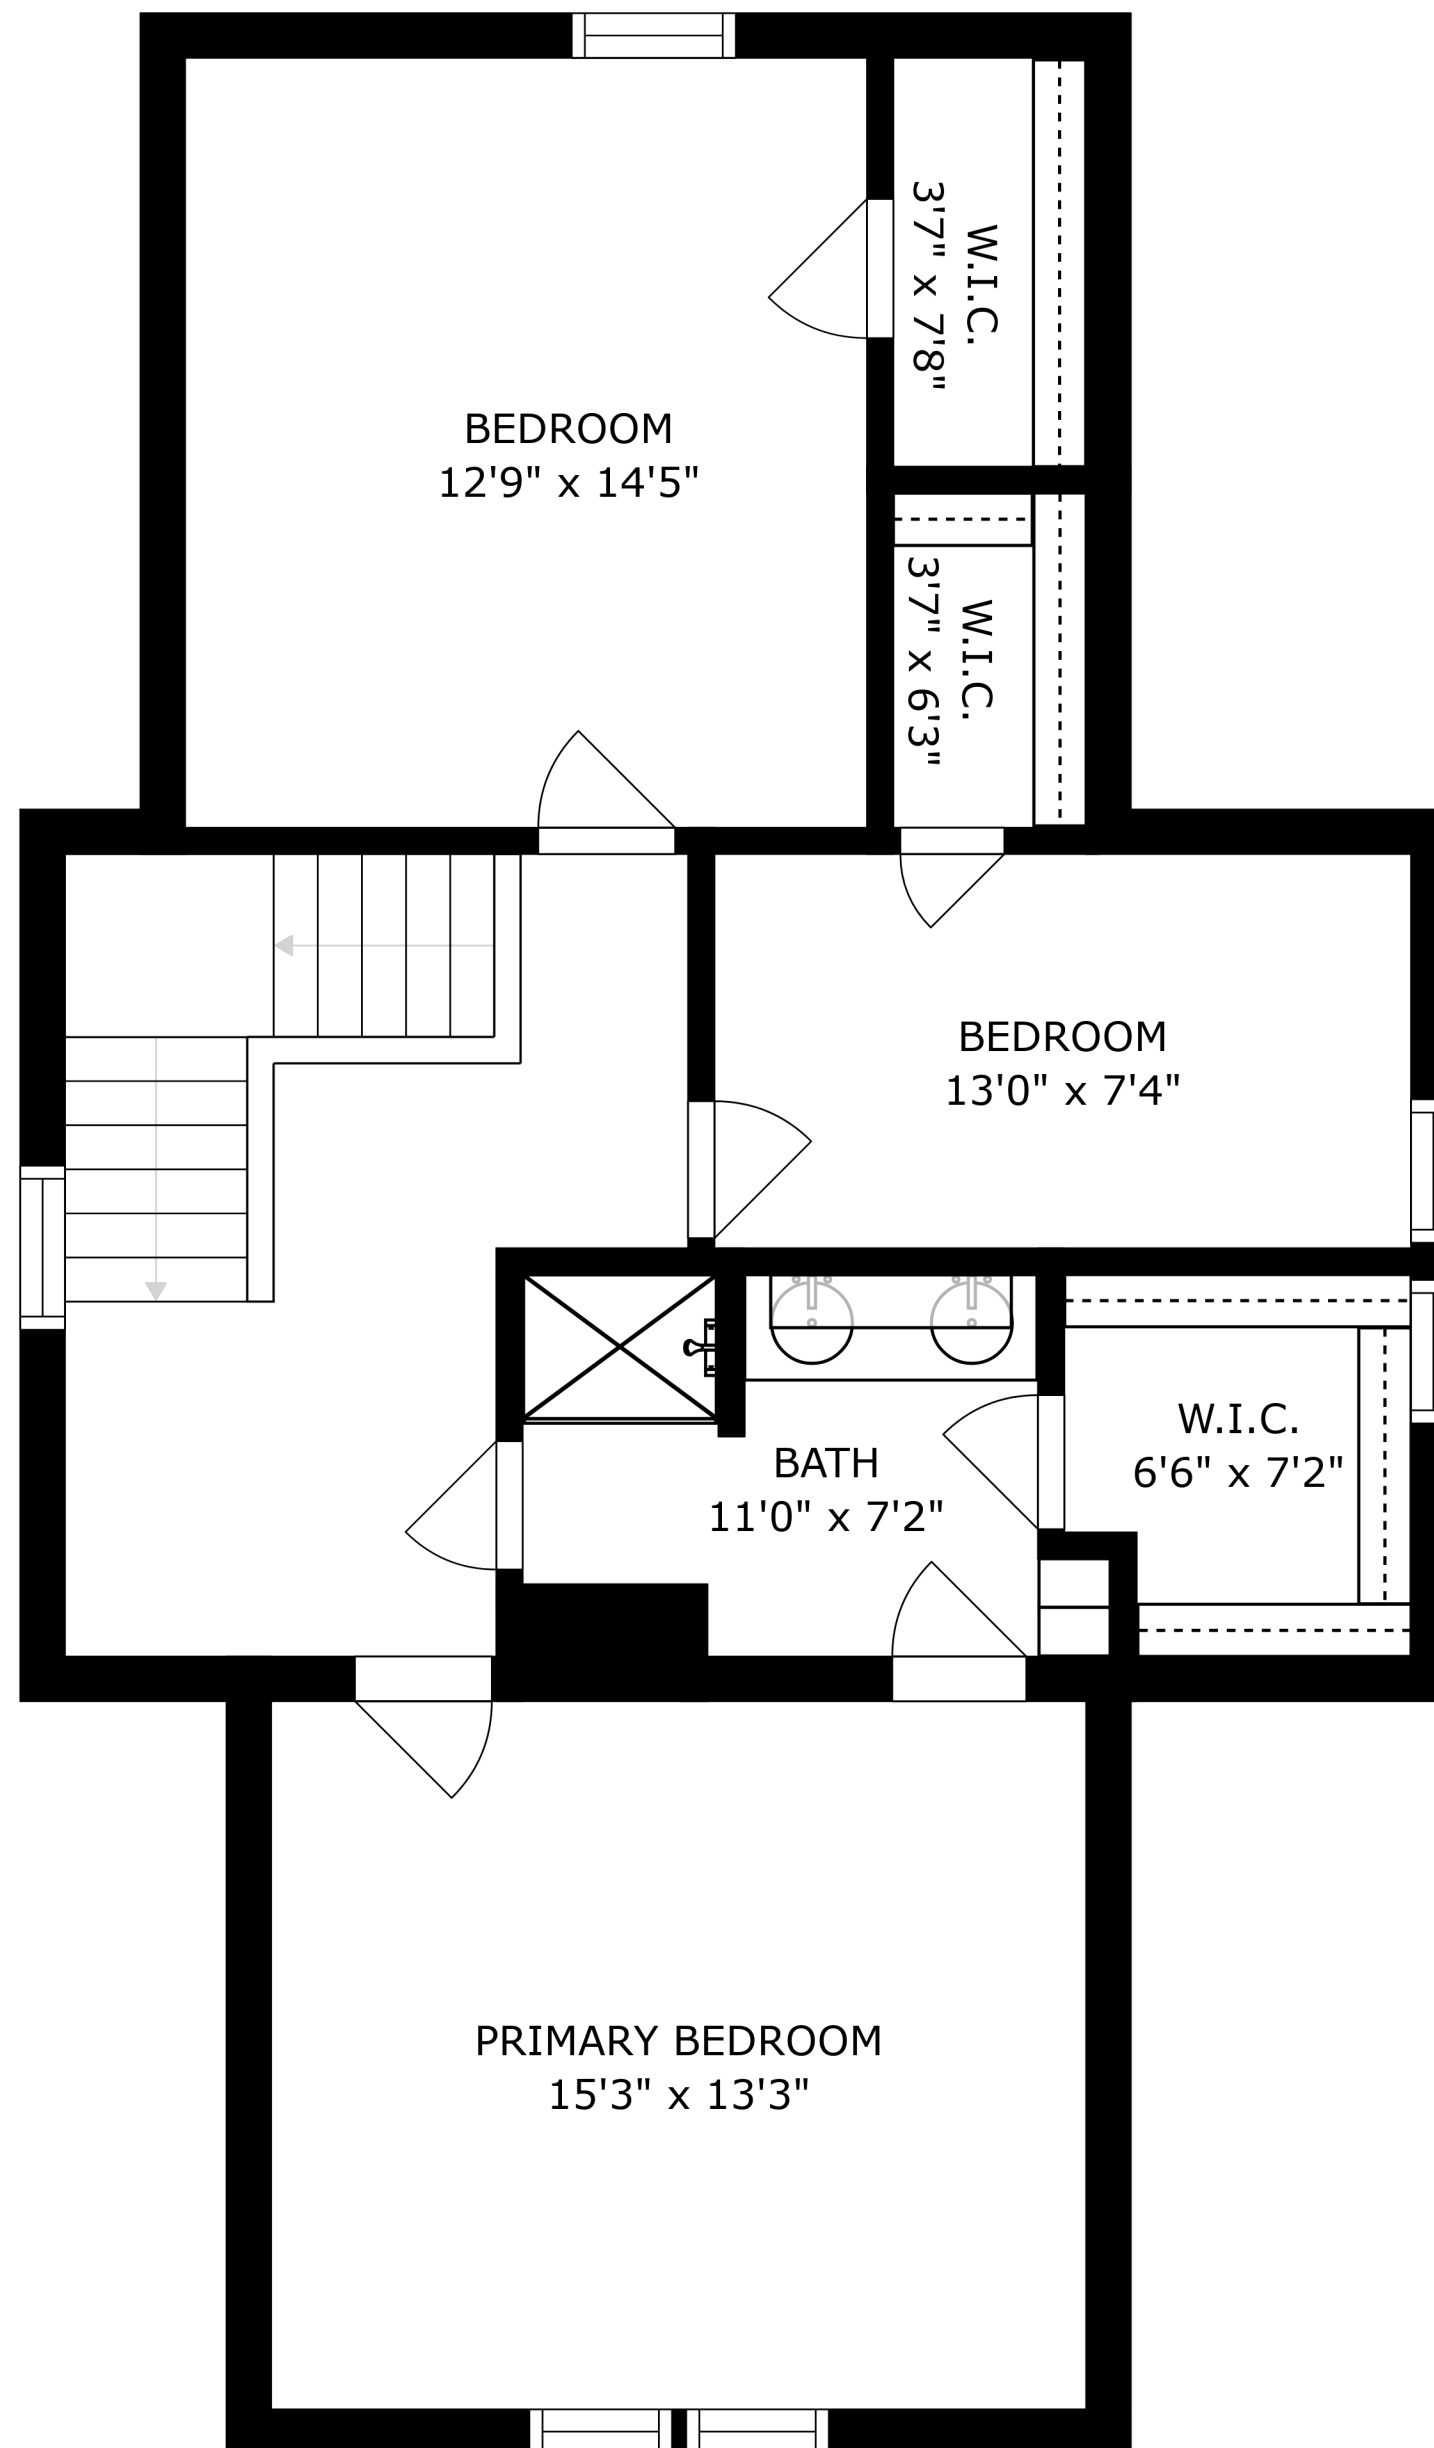 W.I.C.
3'7" x 7'8"
BEDROOM
12'9" x 14'5"
W.I.C.
3'7" x 6'3"
BEDROOM
13'0" x 7'4"
W.I.C.
6'6" x 7'2"
BATH
11'0" x 7'2"
PRIMARY BEDROOM
15'3" x 13'3"